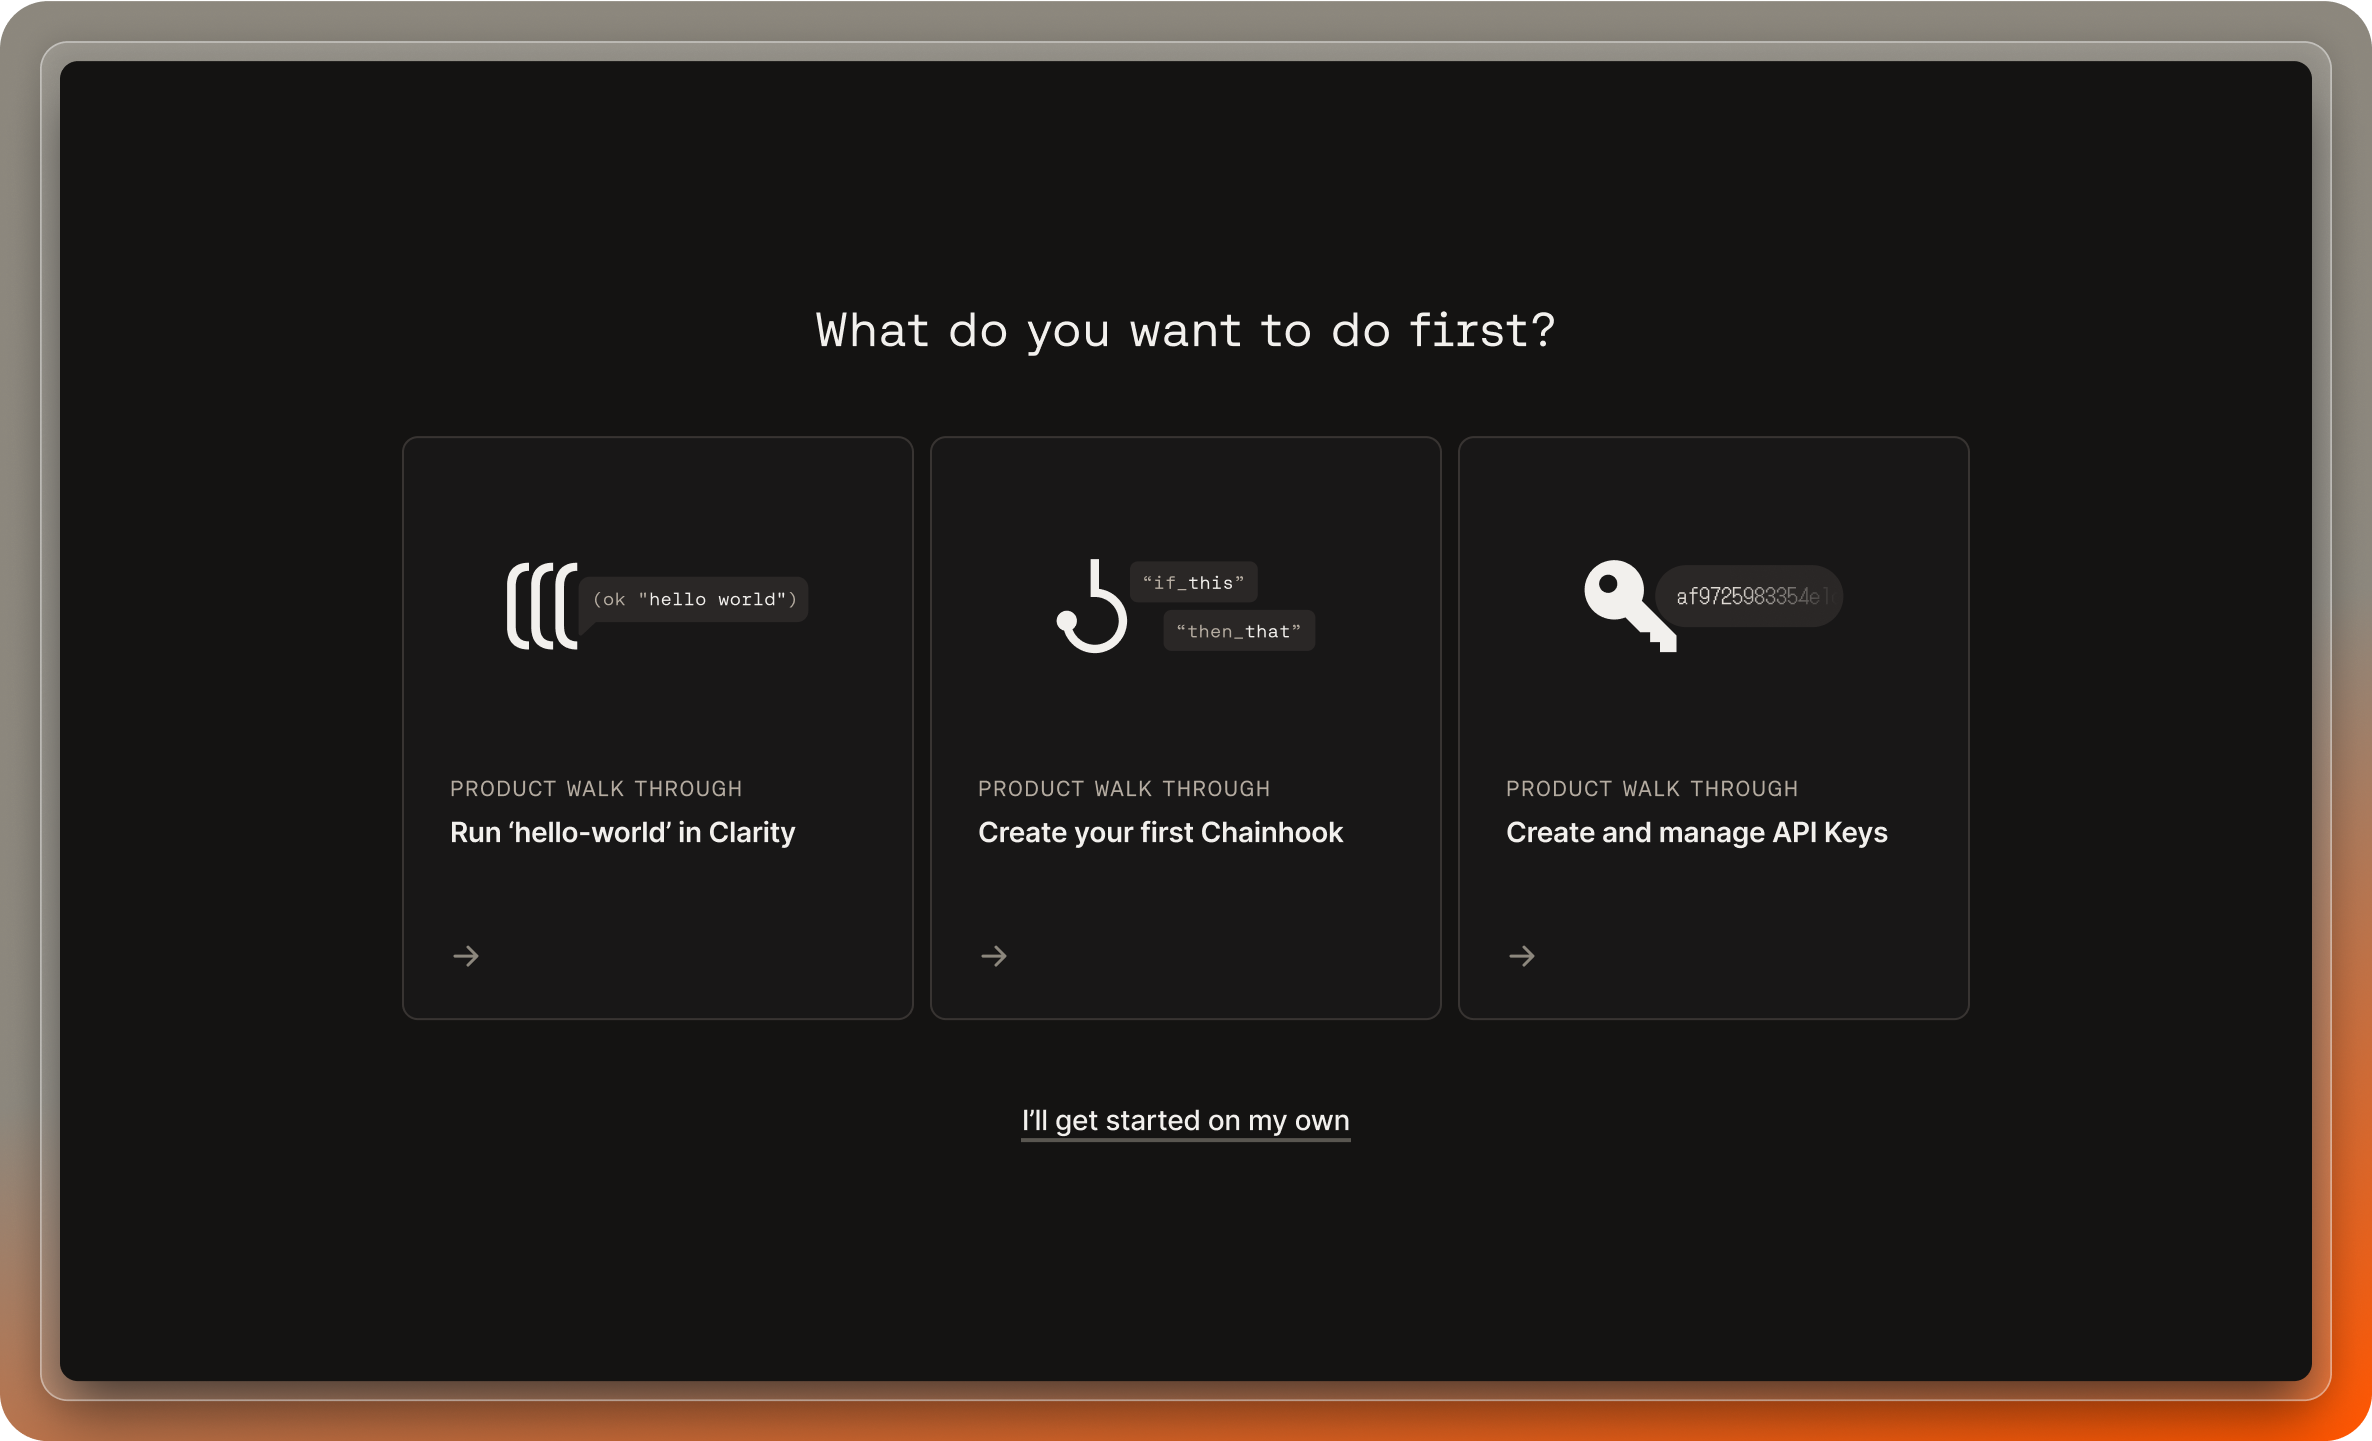 What do you want to do first?
(ok "hello world")
PRODUCT WALK THROUGH
Run ‘hello-world’ in Clarity
“if_this”
“then_that”
PRODUCT WALK THROUGH
Create your first Chainhook
af9725983354e1
PRODUCT WALK THROUGH
Create and manage API Keys
I’ll get started on my own